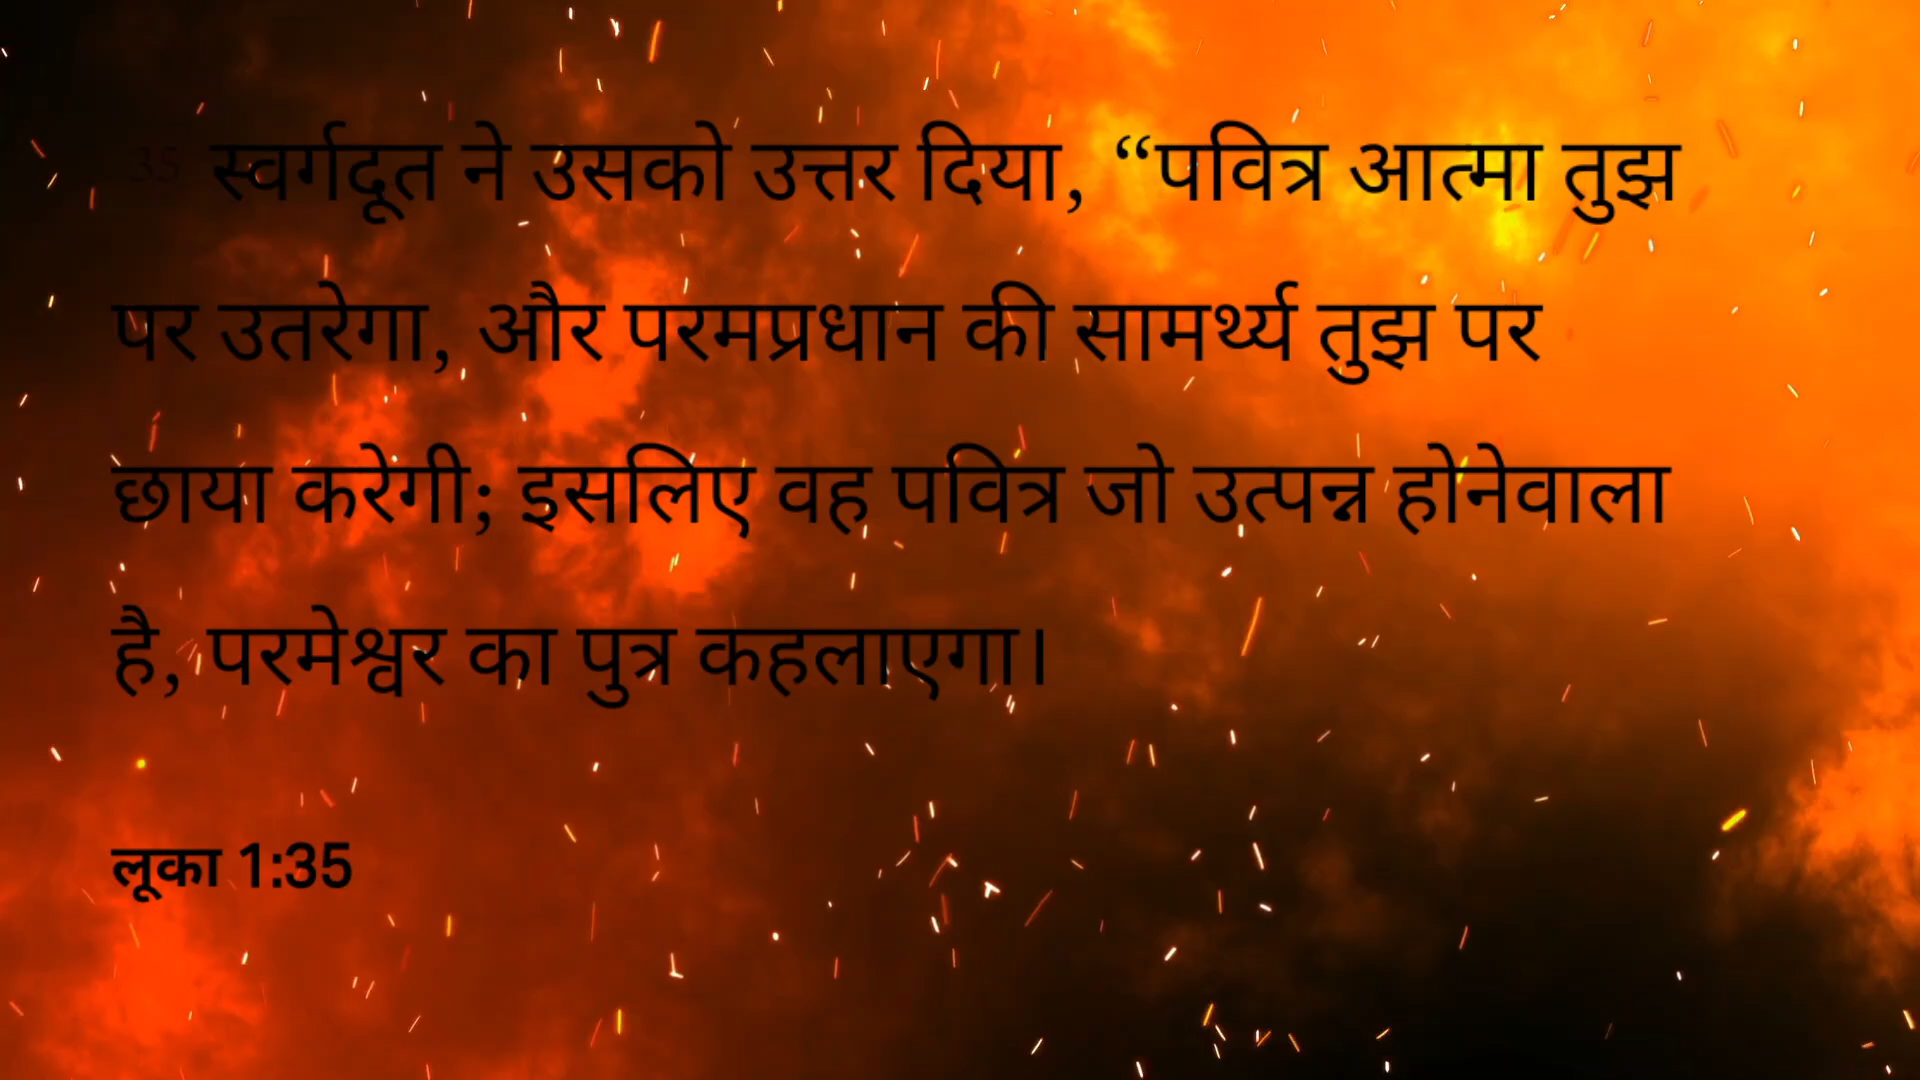 35 स्वर्गदूत ने उसको उत्तर दिया, “पवित्र आत्मा तुझ
पर उतरेगा, और परमप्रधान की सामर्थ्य तुझ पर
छाया करेगी; इसलिए वह पवित्र जो उत्पन्न होनेवाला
है, परमेश्वर का पुत्र कहलाएगा।
लूका 1:35